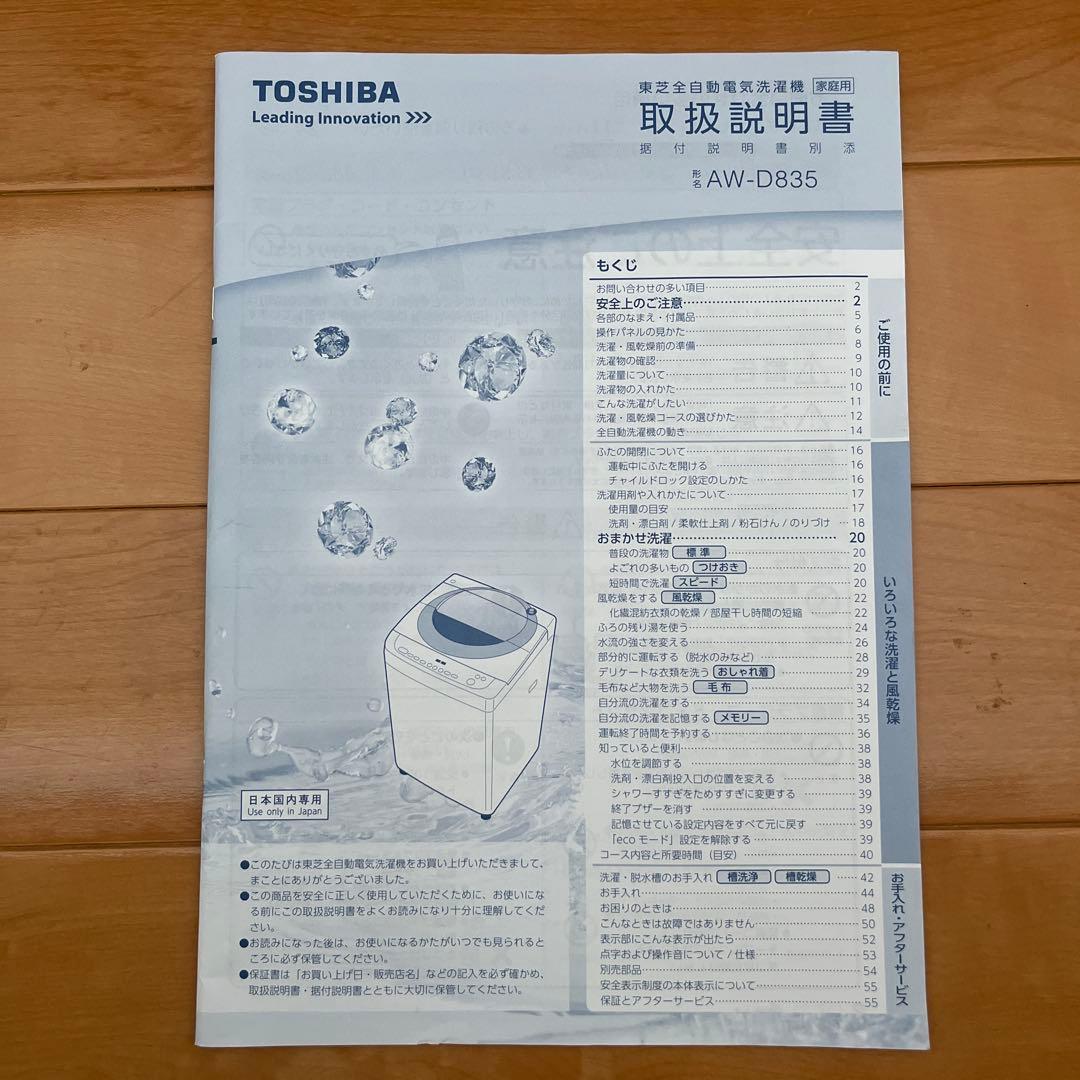 TOSHIBA
Leading Innovation >>>
東芝全自動電気洗濯機 家庭用
取扱説明書
据付説明書別添
形名 AW-D835
もくじ
お問い合わせの多い項目 2
安全上のご注意 2
各部のなまえ・付属品 5
操作パネルの見かた 6
洗濯・風乾燥前の準備 8
洗濯物の確認 9
洗濯量について 10
洗濯物の入れかた 10
こんな洗濯がしたい 11
洗濯・風乾燥コースの選びかた 12
全自動洗濯機の動き 14
ご使用の前に
ふたの開閉について 16
運転中にふたを開ける 16
チャイルドロック設定のしかた 16
洗濯用剤や入れかたについて 17
使用量の目安 17
洗剤・漂白剤 / 柔軟仕上剤 / 粉石けん / のりづけ 18
おまかせ洗濯 20
普段の洗濯物 標準 20
よごれの多いもの つけおき 20
短時間で洗濯 スピード 20
風乾燥をする 風乾燥 22
化繊混紡衣類の乾燥 / 部屋干し時間の短縮 22
ふろの残り湯を使う 24
水流の強さを変える 26
部分的に運転する（脱水のみなど） 28
デリケートな衣類を洗う おしゃれ着 29
毛布など大物を洗う 毛布 32
自分流の洗濯をする 34
自分流の洗濯を記憶する メモリー 35
運転終了時間を予約する 36
知っていると便利 38
水位を調節する 38
洗剤・漂白剤投入口の位置を変える 38
シャワーすすぎをためすすぎに変更する 39
終了ブザーを消す 39
記憶させている設定内容をすべて元に戻す 39
「ecoモード」設定を解除する 39
コース内容と所要時間（目安） 40
いろいろな洗濯と風乾燥
洗濯・脱水槽のお手入れ 槽洗浄 槽乾燥 42
お手入れ 44
お困りのときは 48
こんなときは故障ではありません 50
表示部にこんな表示が出たら 52
点字および操作音について / 仕様 53
別売部品 54
安全表示制度の本体表示について 55
保証とアフターサービス 55
お手入れ・アフターサービス
日本国内専用
Use only in Japan
●このたびは東芝全自動電気洗濯機をお買い上げいただきまして、
まことにありがとうございました。
●この商品を安全に正しく使用していただくために、お使いにな
る前にこの取扱説明書をよくお読みになり十分に理解してくだ
さい。
●お読みになった後は、お使いになるかたがいつでも見られると
ころに必ず保管してください。
●保証書は「お買い上げ日・販売店名」などの記入を必ず確かめ、
取扱説明書・据付説明書とともに大切に保管してください。